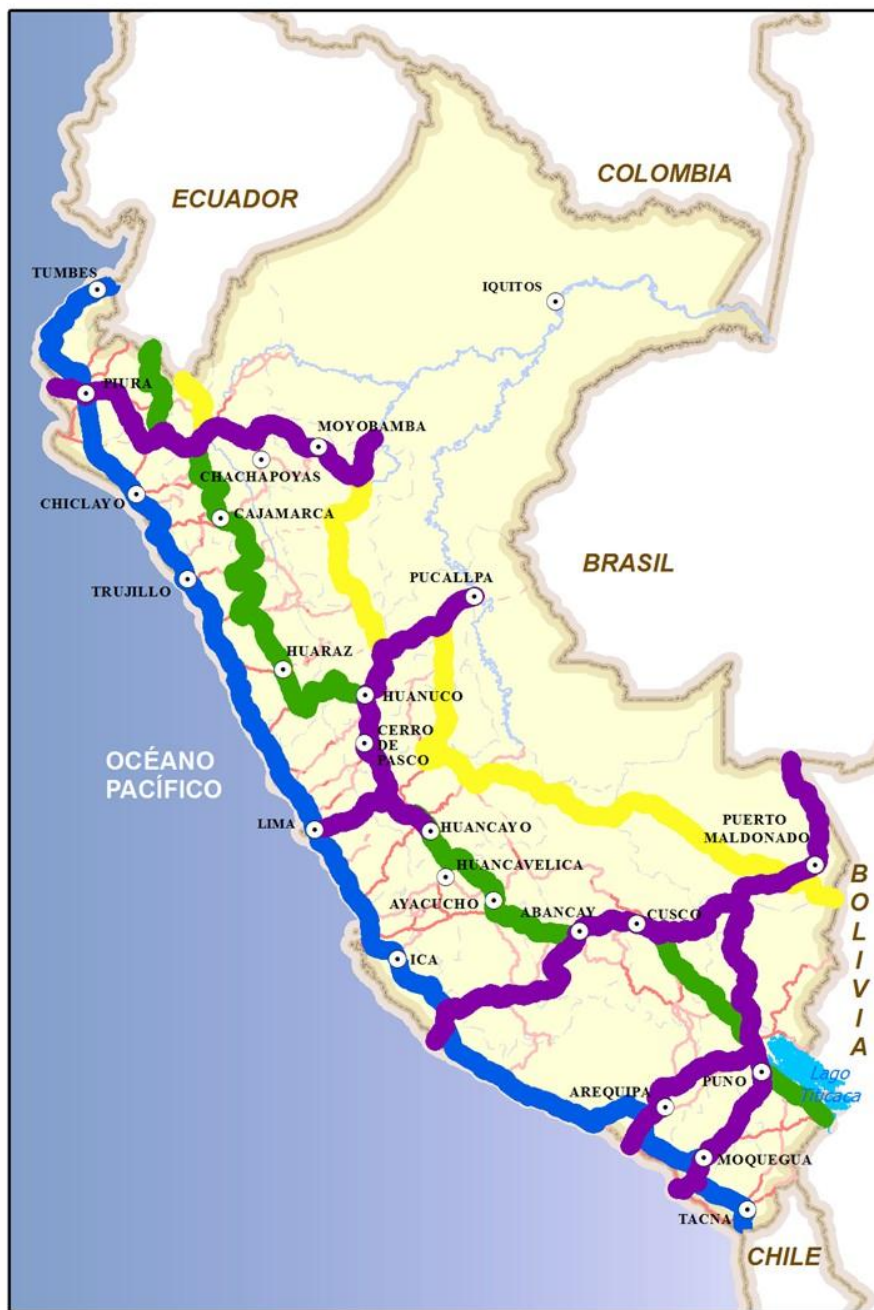 COLOMBIA
ECUADOR
TUMBES
IQUITOS
PIURA
MOYOBAMBA
CHACHAPOYAS
CHICLAYO
CAJAMARCA
BRASIL
PUCALLPA
TRUJILLO
HUARAZ
HUANUCO
CERRO
DE
PASCO
OCÉANO
PACÍFICO
LIMA
HUANCAYO
PUERTO
MALDONADO
HUANCAVELICA
AYACUCHO
ABANCAY
CUSCO
BOLIVIA
ICA
AREQUIPA
PUNO
Lago
Titicaca
MOQUEGUA
TACNA
CHILE